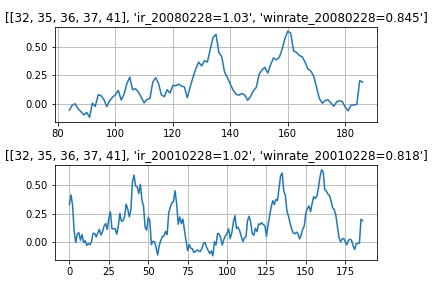 [[32, 35, 36, 37, 41], 'ir_20080228=1.03', 'winrate_20080228=0.845']
0.50
0.25
0.00
80 100 120 140 160 180
[[32, 35, 36, 37, 41], 'ir_20010228=1.02', 'winrate_20010228=0.818']
0.50
0.25
0.00
0 25 50 75 100 125 150 175